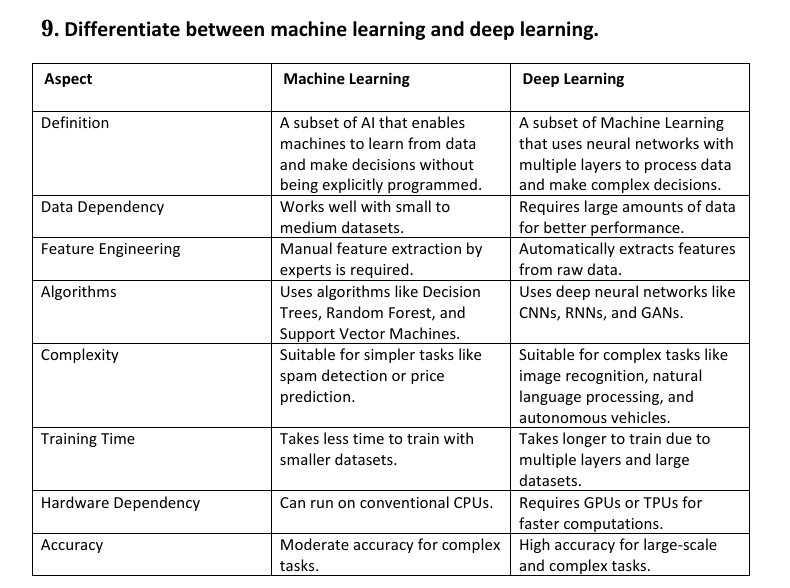 9. Differentiate between machine learning and deep learning.
Aspect
Machine Learning
Deep Learning
Definition
A subset of AI that enables
machines to learn from data
and make decisions without
being explicitly programmed.
A subset of Machine Learning
that uses neural networks with
multiple layers to process data
and make complex decisions.
Data Dependency
Works well with small to
medium datasets.
Requires large amounts of data
for better performance.
Feature Engineering
Manual feature extraction by
experts is required.
Automatically extracts features
from raw data.
Algorithms
Uses algorithms like Decision
Trees, Random Forest, and
Support Vector Machines.
Uses deep neural networks like
CNNs, RNNs, and GANs.
Complexity
Suitable for simpler tasks like
spam detection or price
prediction.
Suitable for complex tasks like
image recognition, natural
language processing, and
autonomous vehicles.
Training Time
Takes less time to train with
smaller datasets.
Takes longer to train due to
multiple layers and large
datasets.
Hardware Dependency
Can run on conventional CPUs.
Requires GPUs or TPUs for
faster computations.
Accuracy
Moderate accuracy for complex
tasks.
High accuracy for large-scale
and complex tasks.